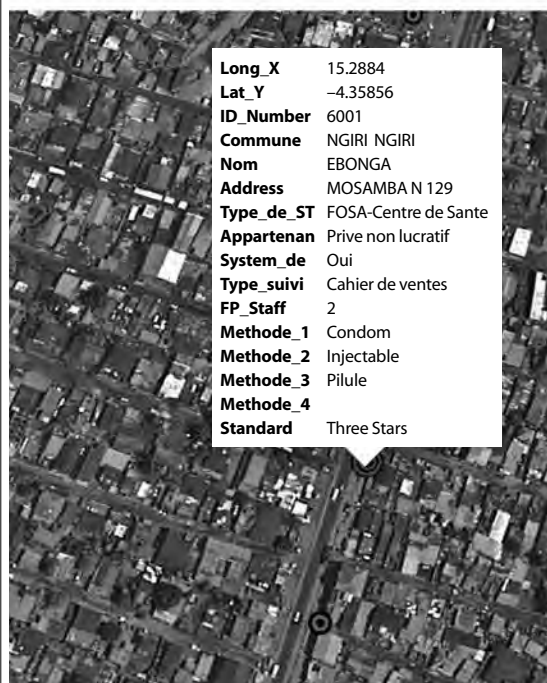 Long_X 15.2884
Lat_Y –4.35856
ID_Number 6001
Commune NGIRI NGIRI
Nom EBONGA
Address MOSAMBA N 129
Type_de_ST FOSA-Centre de Sante
Appartenan Prive non lucratif
System_de Oui
Type_suivi Cahier de ventes
FP_Staff 2
Methode_1 Condom
Methode_2 Injectable
Methode_3 Pilule
Methode_4
Standard Three Stars